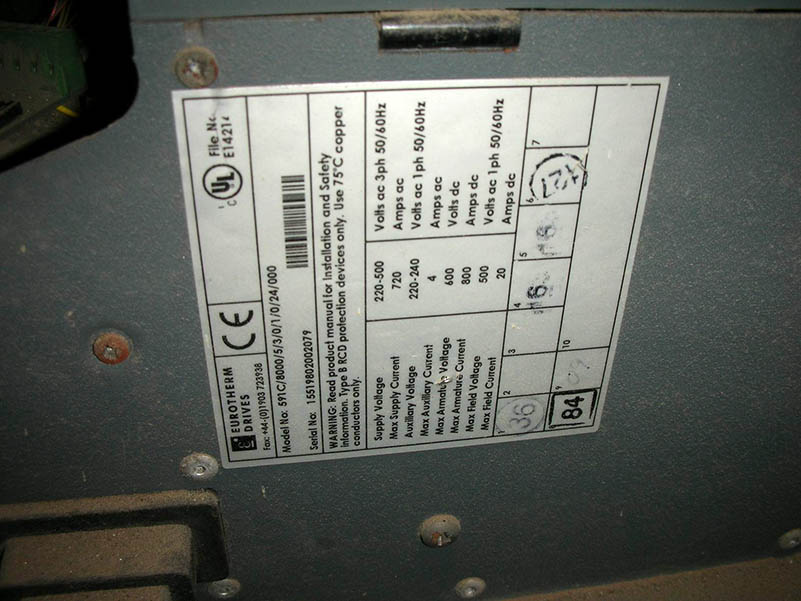 EUROTHERM
DRIVES
Fax: +44-(0)1903 723938
CE
c UL
File No.
E14214
Model No: 591C/8000/5/3/0/1/0/24/000
Serial No: 15519802002079
WARNING: Read product manual for Installation and Safety
Information. Type B RCD protection devices only. Use 75°C copper
conductors only.
Supply Voltage 220-500 Volts ac 3ph 50/60Hz
Max Supply Current 720 Amps ac
Auxiliary Voltage 220-240 Volts ac 1ph 50/60Hz
Max Auxiliary Current 4 Amps ac
Max Armature Voltage 600 Volts dc
Max Armature Current 800 Amps dc
Max Field Voltage 500 Volts ac 1ph 50/60Hz
Max Field Current 20 Amps dc
1 2 3 4 5 6 7
36
9 10
84